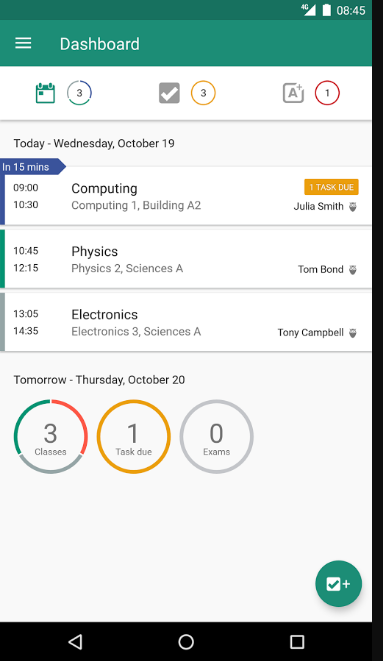 4G 08:45
Dashboard
3 3 A+ 1
Today - Wednesday, October 19
In 15 mins
09:00 Computing 1 TASK DUE
10:30 Computing 1, Building A2 Julia Smith
10:45 Physics
12:15 Physics 2, Sciences A Tom Bond
13:05 Electronics
14:35 Electronics 3, Sciences A Tony Campbell
Tomorrow - Thursday, October 20
3 1 0
Classes Task due Exams